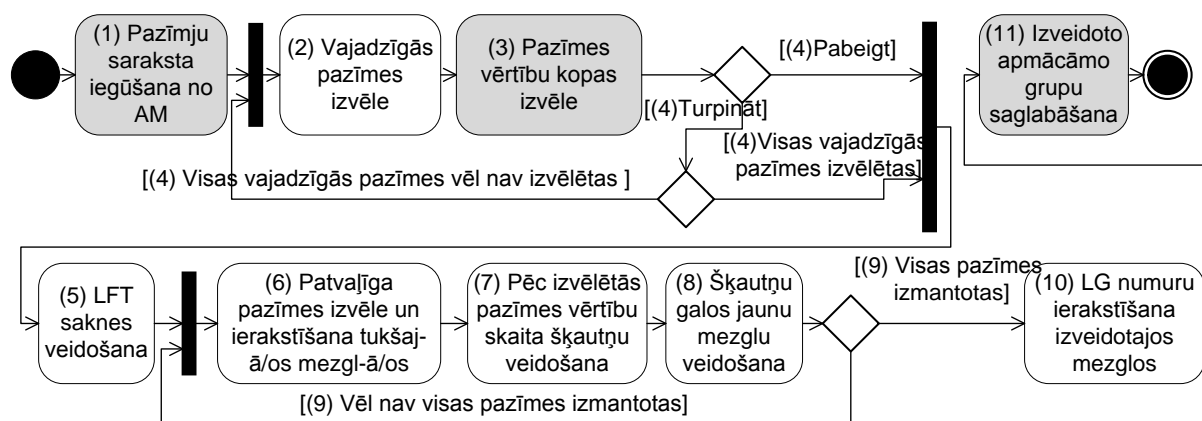 (1) Pazīmju
saraksta
iegūšana no
AM
(2) Vajadzīgās
pazīmes
izvēle
(3) Pazīmes
vērtību kopas
izvēle
[(4)Pabeigt]
[(4)Turpināt]
[(4)Visas vajadzīgās
pazīmes izvēlētas]
[(4) Visas vajadzīgās pazīmes vēl nav izvēlētas ]
(11) Izveidoto
apmācāmo
grupu
saglabāšana
(5) LFT
saknes
veidošana
(6) Patvaļīga
pazīmes izvēle un
ierakstīšana tukšaj-
ā/os mezgl-ā/os
(7) Pēc izvēlētās
pazīmes vērtību
skaita šķautņu
veidošana
(8) Šķautņu
galos jaunu
mezglu
veidošana
[(9) Visas pazīmes
izmantotas]
(10) LG numuru
ierakstīšana
izveidotajos
mezglos
[(9) Vēl nav visas pazīmes izmantotas]